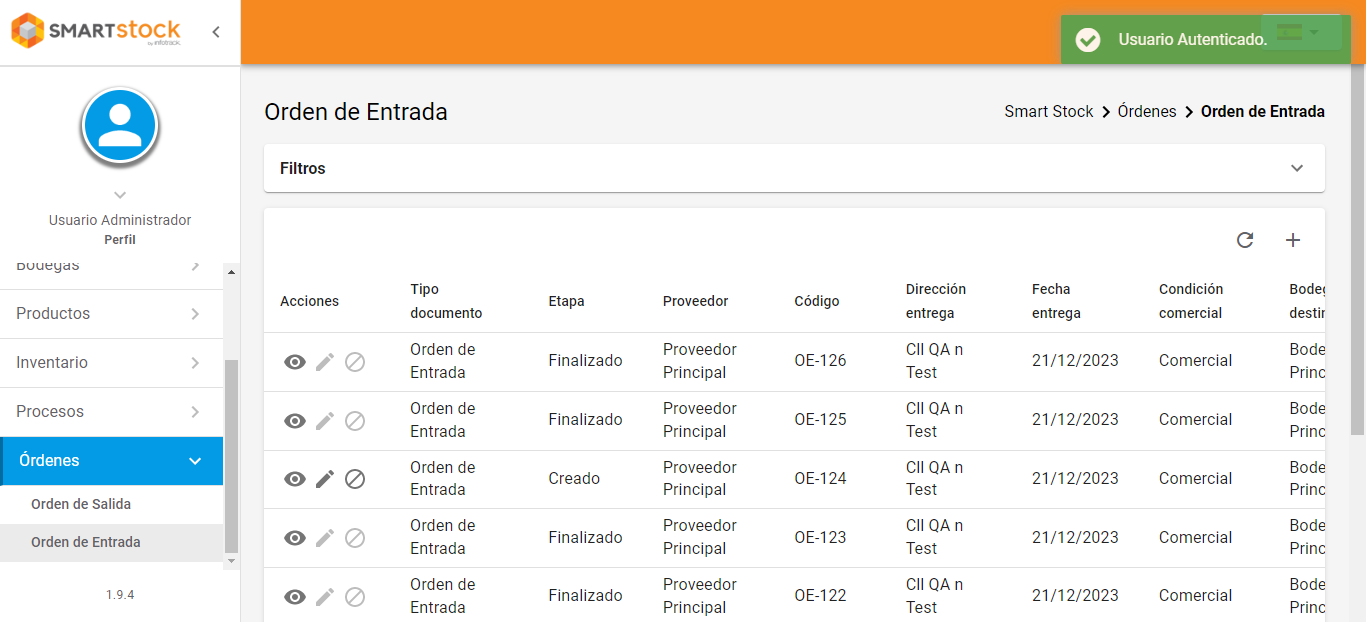 SMARTSTOCK
by infotrack.
Usuario Autenticado.
Usuario Administrador
Perfil
Bodegas
Productos
Inventario
Procesos
Órdenes
Orden de Salida
Orden de Entrada
1.9.4
Orden de Entrada
Smart Stock > Órdenes > Orden de Entrada
Filtros
Acciones Tipo documento Etapa Proveedor Código Dirección entrega Fecha entrega Condición comercial Bodeg destin
Orden de Entrada Finalizado Proveedor Principal OE-126 Cll QA n Test 21/12/2023 Comercial Bode Princ
Orden de Entrada Finalizado Proveedor Principal OE-125 Cll QA n Test 21/12/2023 Comercial Bode Princ
Orden de Entrada Creado Proveedor Principal OE-124 Cll QA n Test 21/12/2023 Comercial Bode Princ
Orden de Entrada Finalizado Proveedor Principal OE-123 Cll QA n Test 21/12/2023 Comercial Bode Princ
Orden de Entrada Finalizado Proveedor Principal OE-122 Cll QA n Test 21/12/2023 Comercial Bode Princ